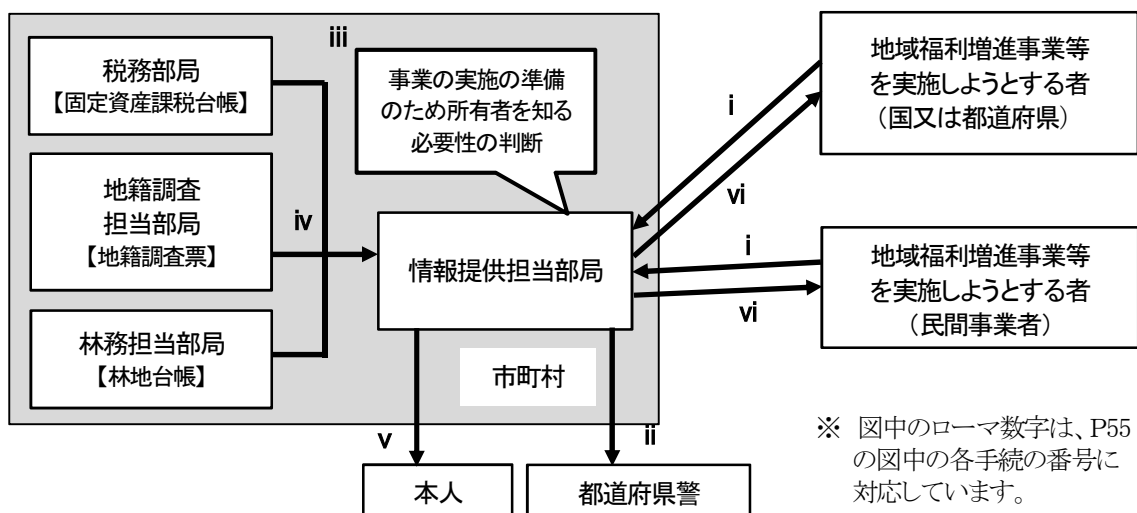 iii
税務部局
【固定資産課税台帳】
地籍調査
担当部局
【地籍調査票】
林務担当部局
【林地台帳】
iv
事業の実施の準備
のため所有者を知る
必要性の判断
情報提供担当部局
市町村
v
ii
本人
都道府県警
i
vi
地域福利増進事業等
を実施しようとする者
（国又は都道府県）
i
vi
地域福利増進事業等
を実施しようとする者
（民間事業者）
※ 図中のローマ数字は、P55
の図中の各手続の番号に
対応しています。